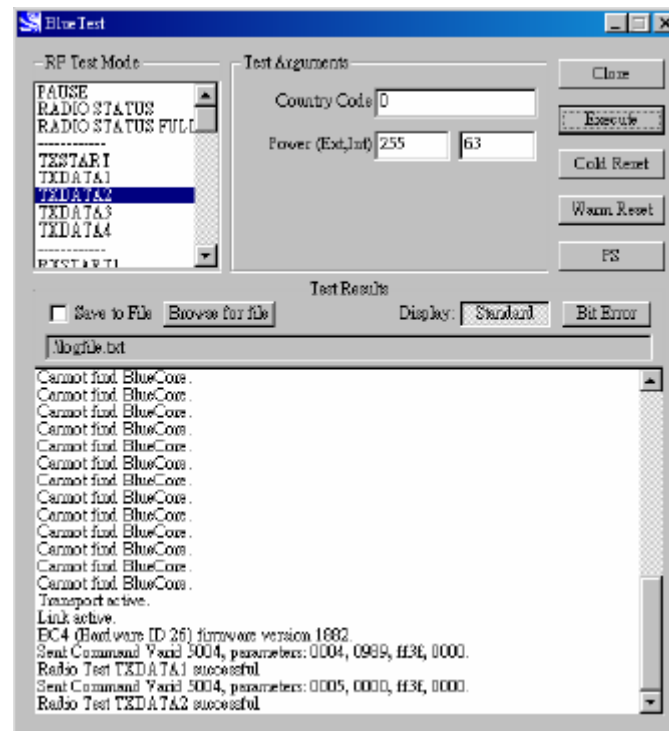 BlueTest
RF Test Mode
PAUSE
RADIO STATUS
RADIO STATUS FULL
------------
TXSTART
TXDATA1
TXDATA2
TXDATA3
TXDATA4
------------
RXSTART1
Test Arguments
Country Code 0
Power (Ext,Int) 255 63
Close
Execute
Cold Reset
Warm Reset
PS
Test Results
Save to File Browse for file Display: Standard Bit Error
.\logfile.txt
Cannot find BlueCore.
Cannot find BlueCore.
Cannot find BlueCore.
Cannot find BlueCore.
Cannot find BlueCore.
Cannot find BlueCore.
Cannot find BlueCore.
Cannot find BlueCore.
Cannot find BlueCore.
Cannot find BlueCore.
Cannot find BlueCore.
Cannot find BlueCore.
Cannot find BlueCore.
Transport active.
Link active.
BC4 (Hardware ID 26) firmware version 1882.
Sent Command Varid 5004, parameters: 0004, 0989, ff3f, 0000.
Radio Test TXDATA1 successful
Sent Command Varid 5004, parameters: 0005, 0000, ff3f, 0000.
Radio Test TXDATA2 successful